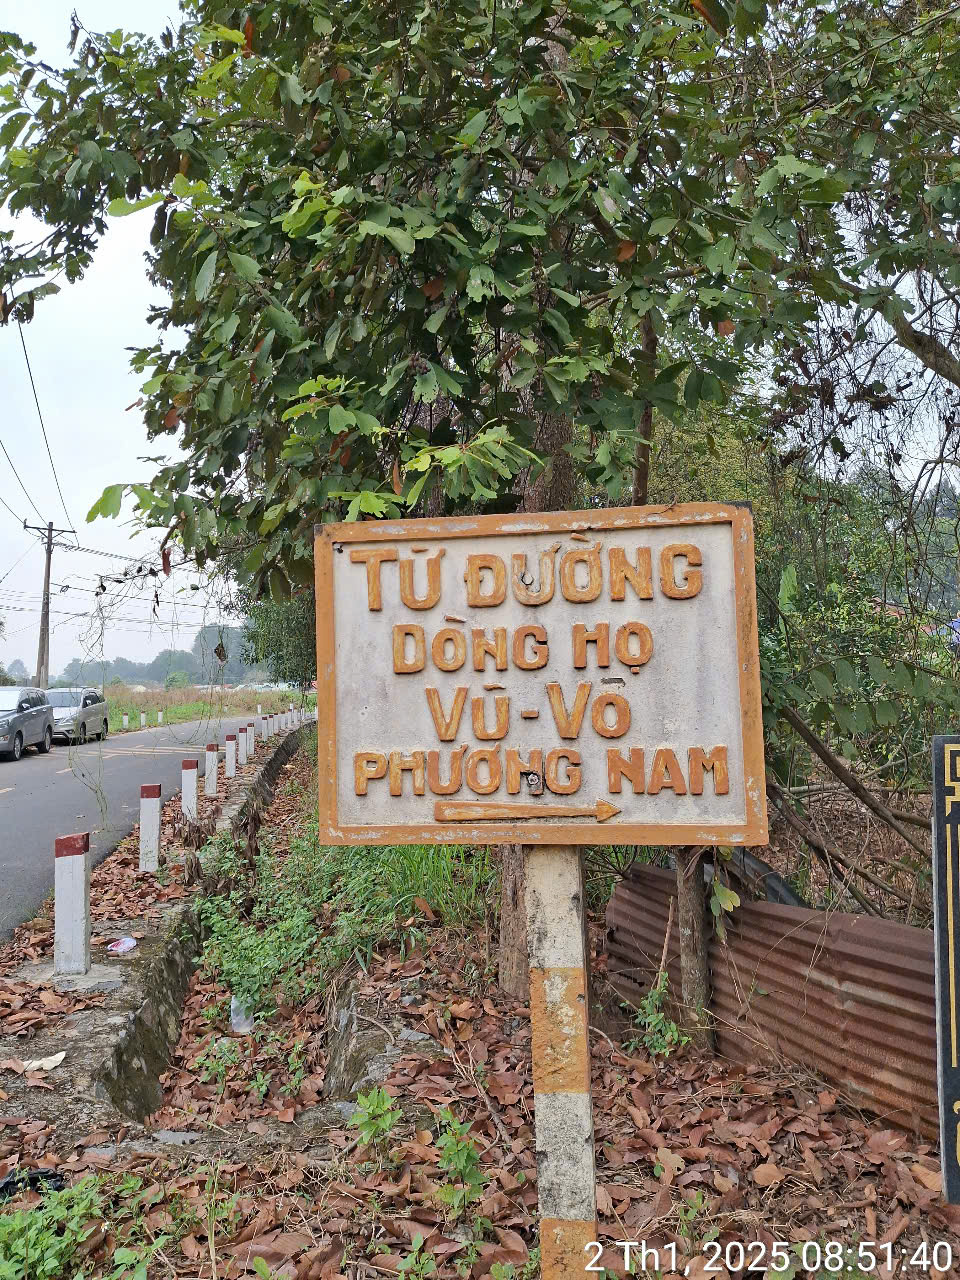 TỪ ĐƯỜNG
DÒNG HỌ
VŨ-VÕ
PHƯƠNG NAM
2 Th1, 2025 08:51:40